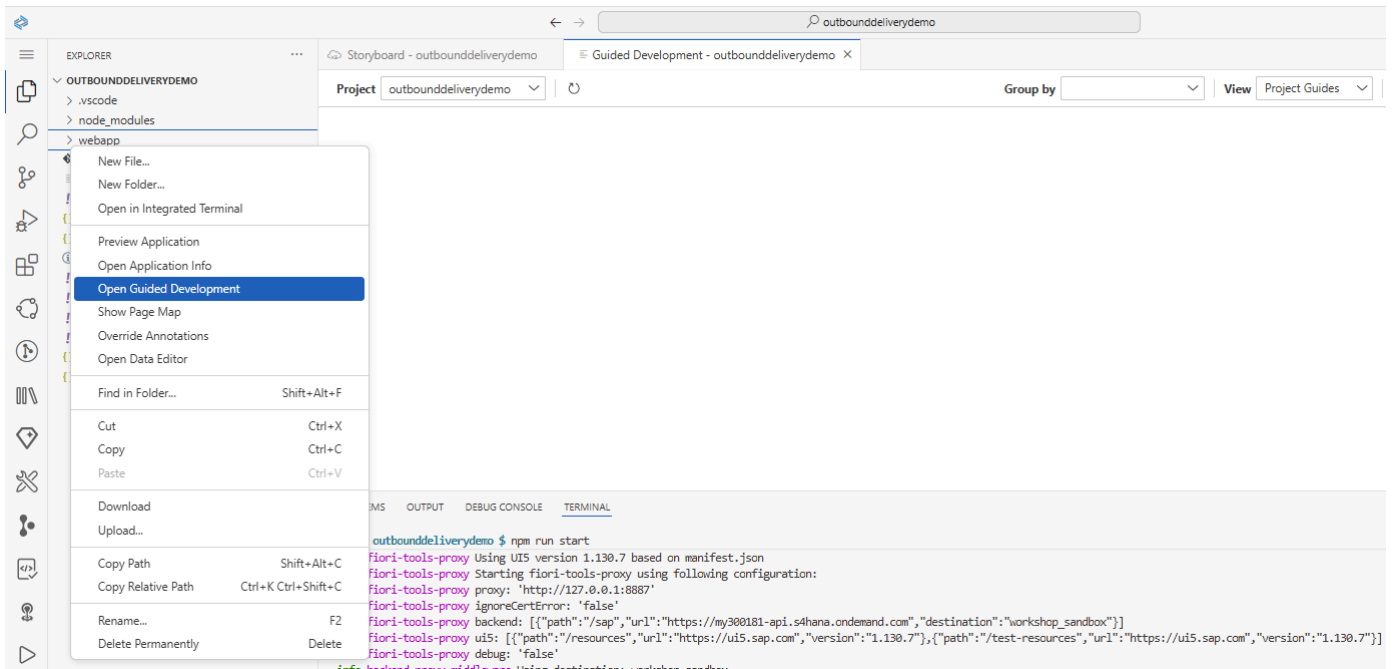 outbounddeliverydemo
EXPLORER
Storyboard - outbounddeliverydemo
Guided Development - outbounddeliverydemo
OUTBOUNDDELIVERYDEMO
Project outbounddeliverydemo
Group by
View Project Guides
.vscode
node_modules
webapp
New File...
New Folder...
Open in Integrated Terminal
Preview Application
Open Application Info
Open Guided Development
Show Page Map
Override Annotations
Open Data Editor
Find in Folder... Shift+Alt+F
Cut Ctrl+X
Copy Ctrl+C
Paste Ctrl+V
Download
Upload...
Copy Path Shift+Alt+C
Copy Relative Path Ctrl+K Ctrl+Shift+C
Rename... F2
Delete Permanently Delete
EMS OUTPUT DEBUG CONSOLE TERMINAL
outbounddeliverydemo $ npm run start
fiori-tools-proxy Using UI5 version 1.130.7 based on manifest.json
fiori-tools-proxy Starting fiori-tools-proxy using following configuration:
fiori-tools-proxy proxy: 'http://127.0.0.1:8887'
fiori-tools-proxy ignoreCertError: 'false'
fiori-tools-proxy backend: [{"path":"/sap","url":"https://my300181-api.s4hana.ondemand.com","destination":"workshop_sandbox"}]
fiori-tools-proxy ui5: [{"path":"/resources","url":"https://ui5.sap.com","version":"1.130.7"},{"path":"/test-resources","url":"https://ui5.sap.com","version":"1.130.7"}]
fiori-tools-proxy debug: 'false'